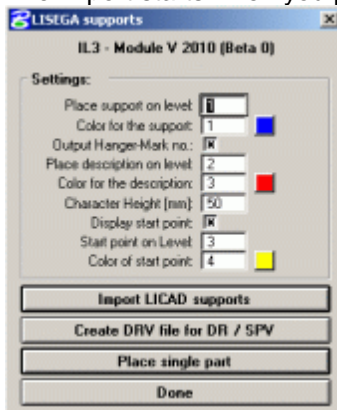 LISEGA supports
IL3 - Module V 2010 (Beta 0)
Settings:
Place support on level: 1
Color for the support: 1
Output Hanger-Mark no.:
Place description on level: 2
Color for the description: 3
Character Height [mm]: 50
Display start point:
Start point on Level: 3
Color of start point: 4
Import LICAD supports
Create DRV file for DR / SPV
Place single part
Done